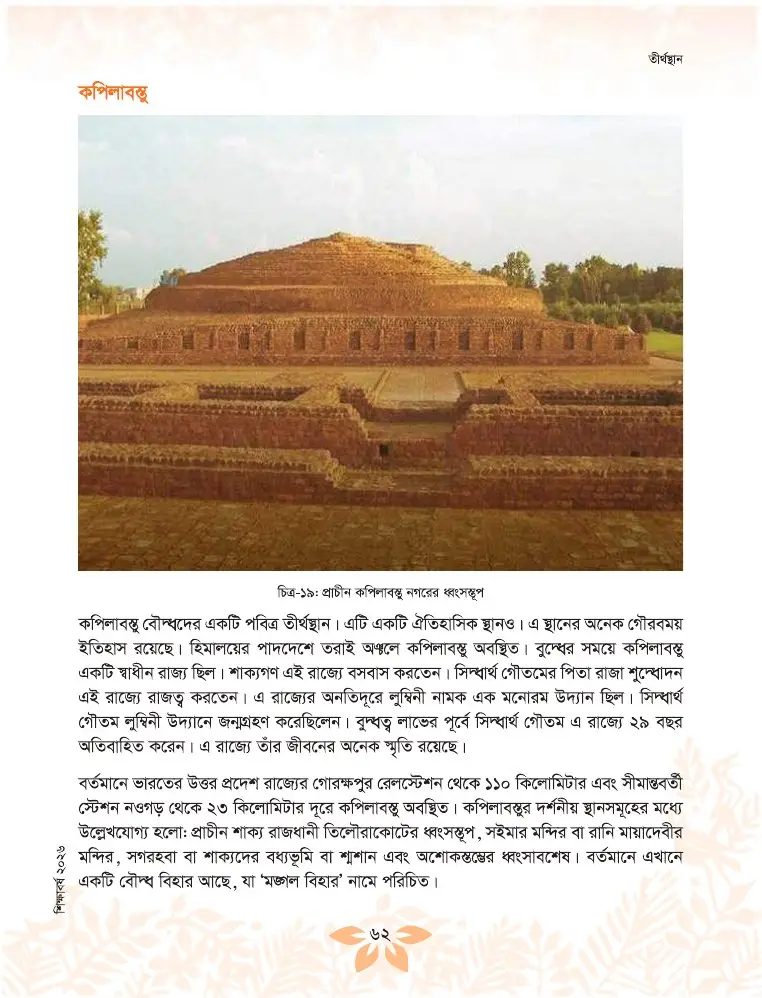 তীর্থস্থান
কপিলাবস্তু
চিত্র-১৯: প্রাচীন কপিলাবস্তু নগরের ধ্বংসস্তূপ
কপিলাবস্তু বৌদ্ধদের একটি পবিত্র তীর্থস্থান। এটি একটি ঐতিহাসিক স্থানও। এ স্থানের অনেক গৌরবময়
ইতিহাস রয়েছে। হিমালয়ের পাদদেশে তরাই অঞ্চলে কপিলাবস্তু অবস্থিত। বুদ্ধের সময়ে কপিলাবস্তু
একটি স্বাধীন রাজ্য ছিল। শাক্যগণ এই রাজ্যে বসবাস করতেন। সিদ্ধার্থ গৌতমের পিতা রাজা শুদ্ধোদন
এই রাজ্যে রাজত্ব করতেন। এ রাজ্যের অনতিদূরে লুম্বিনী নামক এক মনোরম উদ্যান ছিল। সিদ্ধার্থ
গৌতম লুম্বিনী উদ্যানে জন্মগ্রহণ করেছিলেন। বুদ্ধত্ব লাভের পূর্বে সিদ্ধার্থ গৌতম এ রাজ্যে ২৯ বছর
অতিবাহিত করেন। এ রাজ্যে তাঁর জীবনের অনেক স্মৃতি রয়েছে।
বর্তমানে ভারতের উত্তর প্রদেশ রাজ্যের গোরক্ষপুর রেলস্টেশন থেকে ১১০ কিলোমিটার এবং সীমান্তবর্তী
স্টেশন নওগড় থেকে ২৩ কিলোমিটার দূরে কপিলাবস্তু অবস্থিত। কপিলাবস্তুর দর্শনীয় স্থানসমূহের মধ্যে
উল্লেখযোগ্য হলো: প্রাচীন শাক্য রাজধানী তিলৌরাকোটের ধ্বংসস্তূপ, সইমার মন্দির বা রানি মায়াদেবীর
মন্দির, সগরহবা বা শাক্যদের বধ্যভূমি বা শ্মশান এবং অশোকস্তম্ভের ধ্বংসাবশেষ। বর্তমানে এখানে
একটি বৌদ্ধ বিহার আছে, যা ‘মঙ্গল বিহার’ নামে পরিচিত।
শিক্ষাবর্ষ ২০২৬
৬২